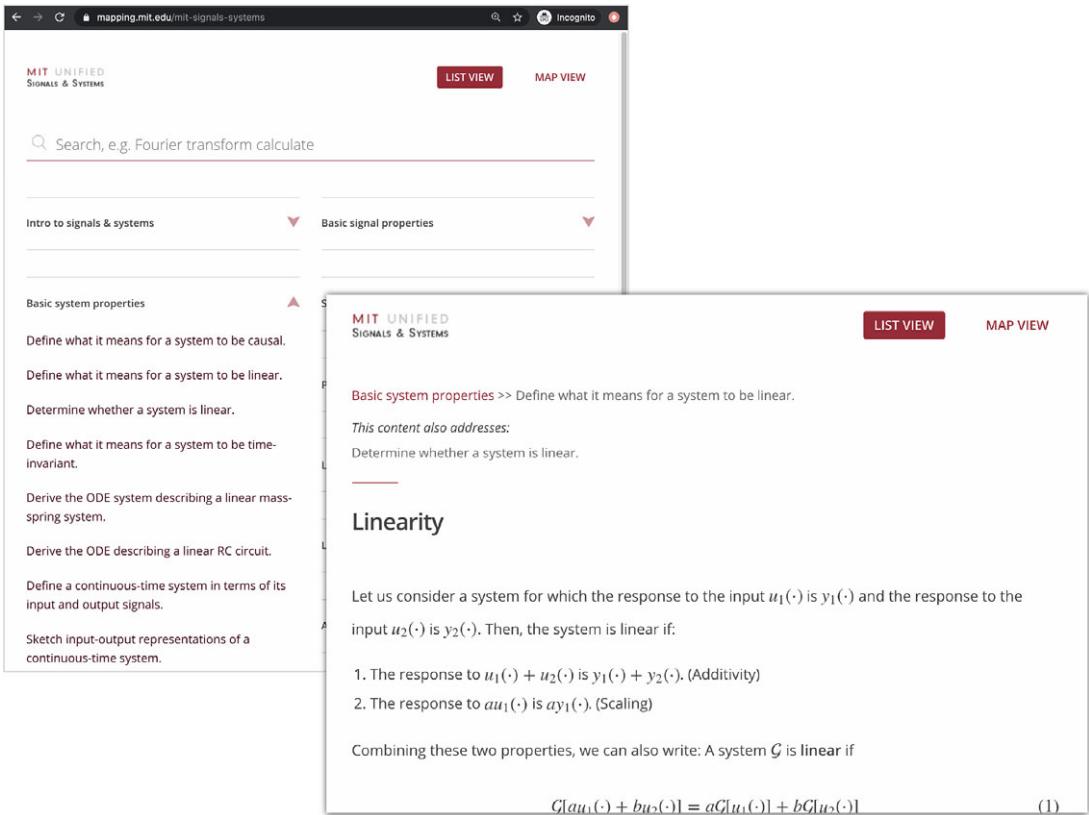 mapping.mit.edu/mit-signals-systems
Incognito
MIT UNIFIED
SIGNALS & SYSTEMS
LIST VIEW
MAP VIEW
Search, e.g. Fourier transform calculate
Intro to signals & systems
Basic signal properties
Basic system properties
S
Define what it means for a system to be causal.
Define what it means for a system to be linear.
Determine whether a system is linear.
Define what it means for a system to be time-
invariant.
Derive the ODE system describing a linear mass-
spring system.
Derive the ODE describing a linear RC circuit.
Define a continuous-time system in terms of its
input and output signals.
Sketch input-output representations of a
continuous-time system.
MIT UNIFIED
SIGNALS & SYSTEMS
LIST VIEW
MAP VIEW
Basic system properties >> Define what it means for a system to be linear.
This content also addresses:
Determine whether a system is linear.
Linearity
Let us consider a system for which the response to the input u₁(·) is y₁(·) and the response to the
input u₂(·) is y₂(·). Then, the system is linear if:
1. The response to u₁(·) + u₂(·) is y₁(·) + y₂(·). (Additivity)
2. The response to au₁(·) is ay₁(·). (Scaling)
Combining these two properties, we can also write: A system 𝒢 is linear if
𝒢[au₁(·) + bu₂(·)] = a𝒢[u₁(·)] + b𝒢[u₂(·)] (1)